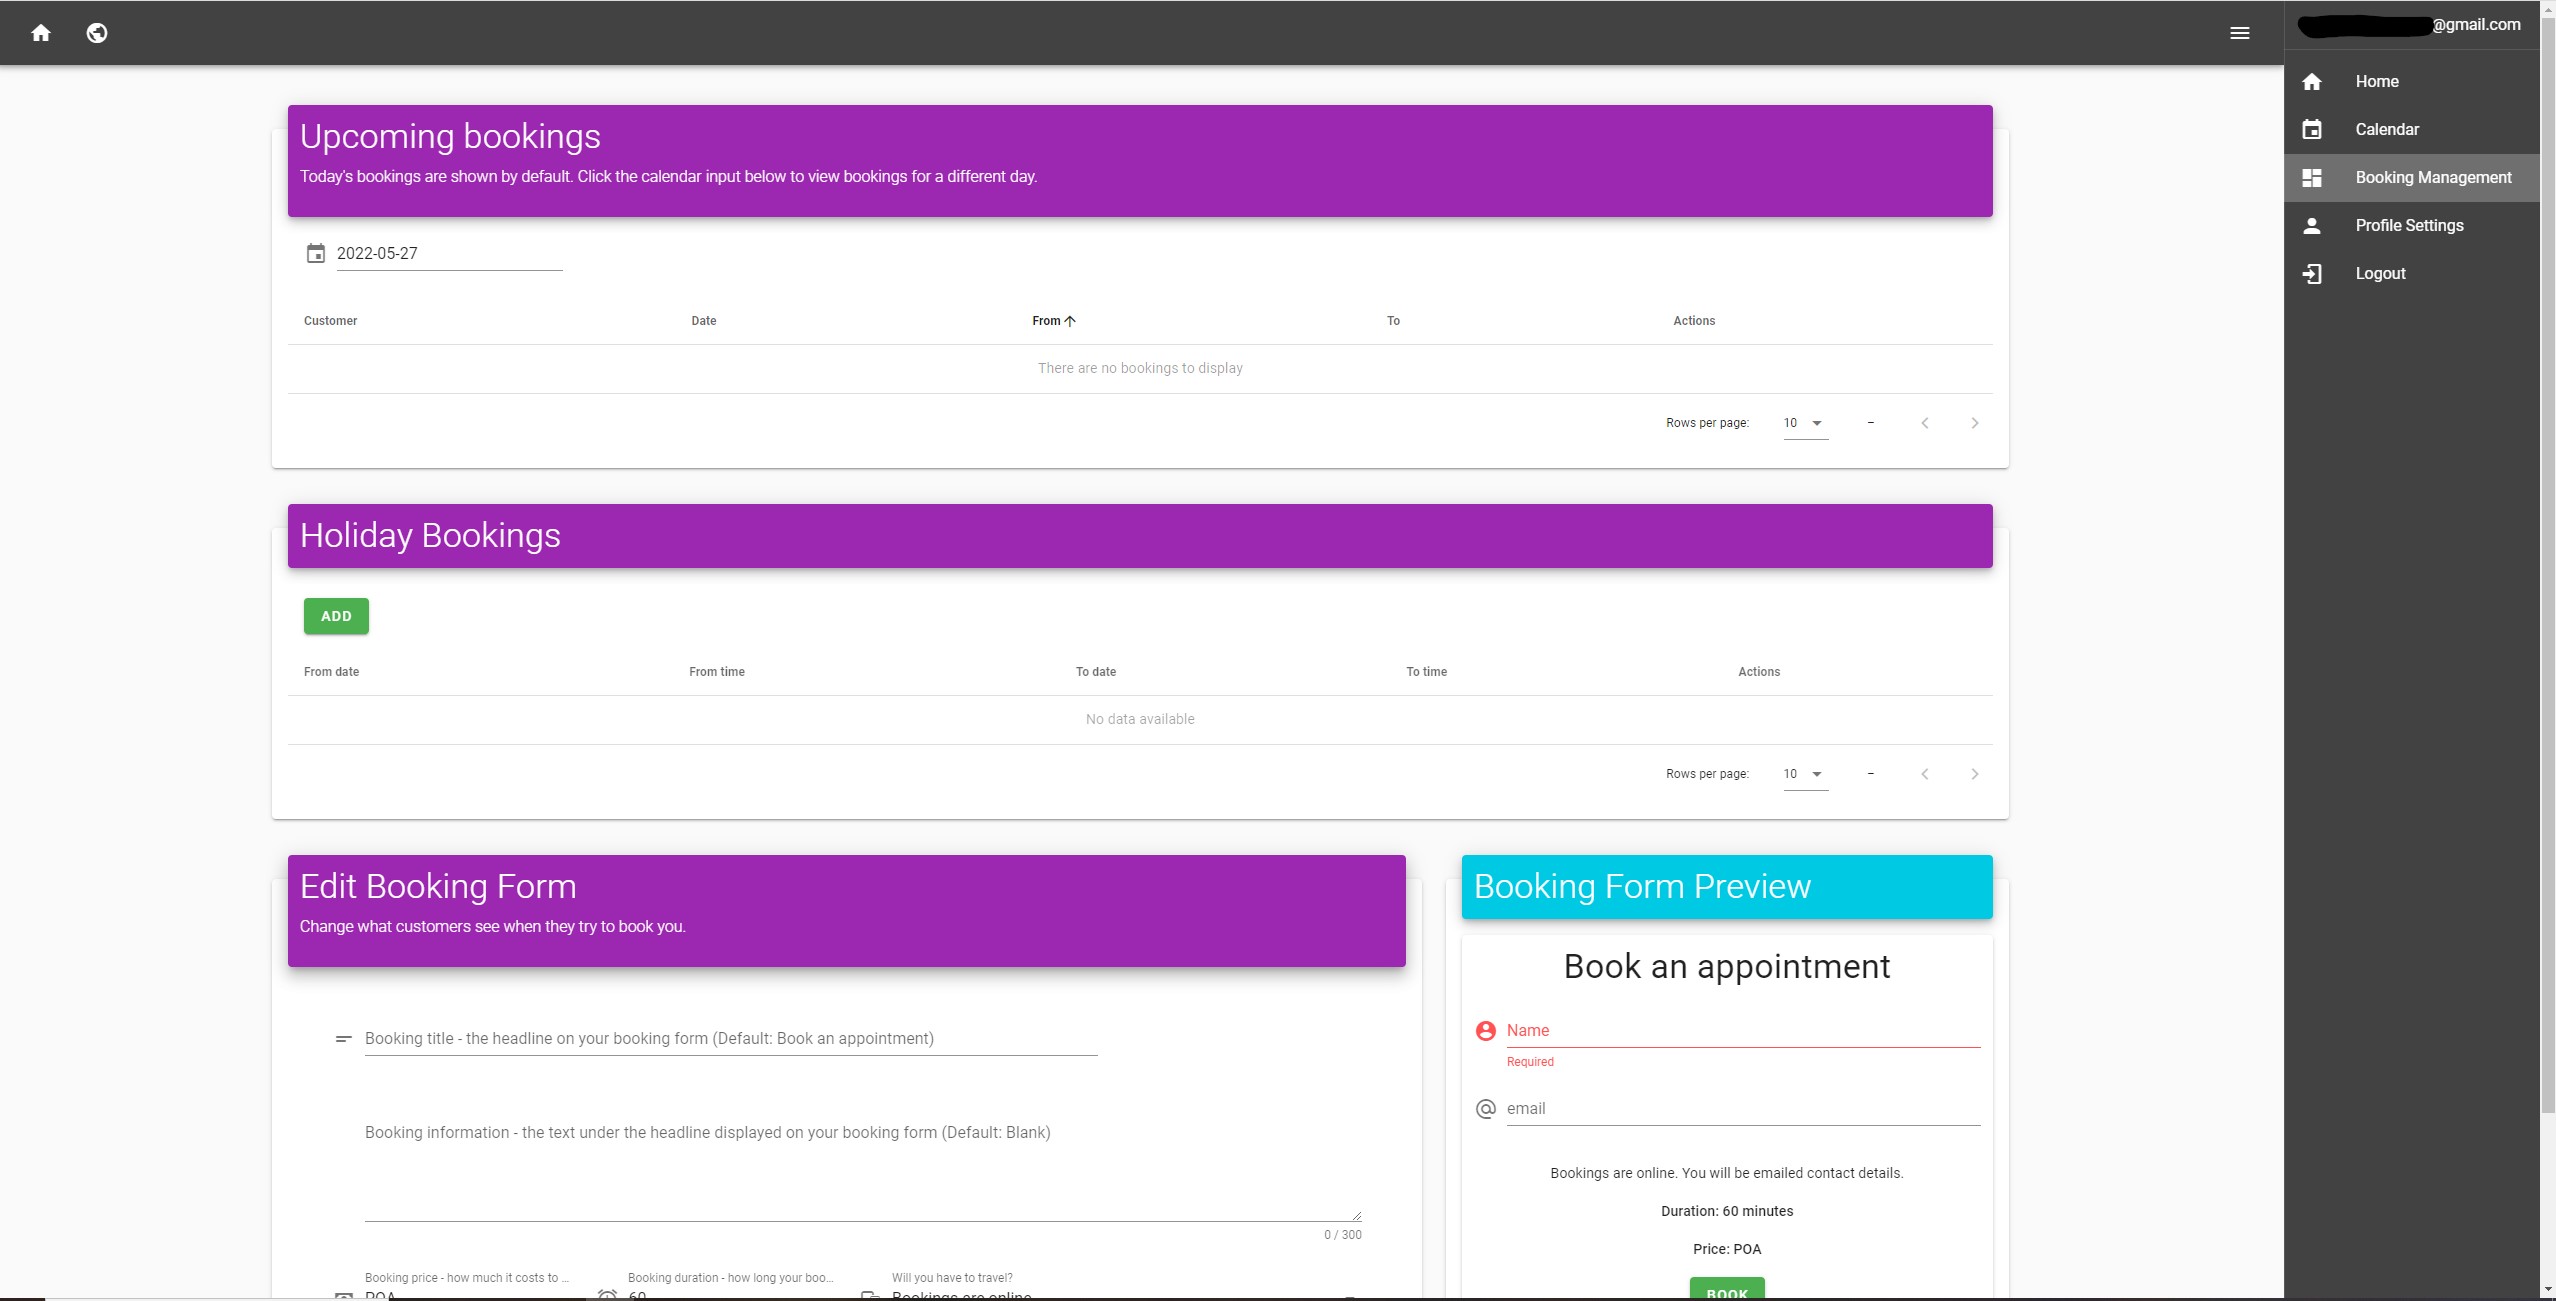 @gmail.com
Home
Calendar
Booking Management
Profile Settings
Logout
Upcoming bookings
Today's bookings are shown by default. Click the calendar input below to view bookings for a different day.
2022-05-27
Customer Date From To Actions
There are no bookings to display
Rows per page: 10 –
Holiday Bookings
ADD
From date From time To date To time Actions
No data available
Rows per page: 10 –
Edit Booking Form
Change what customers see when they try to book you.
Booking title - the headline on your booking form (Default: Book an appointment)
Booking information - the text under the headline displayed on your booking form (Default: Blank)
0 / 300
Booking price - how much it costs to ... Booking duration - how long your boo... Will you have to travel?
POA 60 Bookings are online
Booking Form Preview
Book an appointment
Name
Required
email
Bookings are online. You will be emailed contact details.
Duration: 60 minutes
Price: POA
BOOK